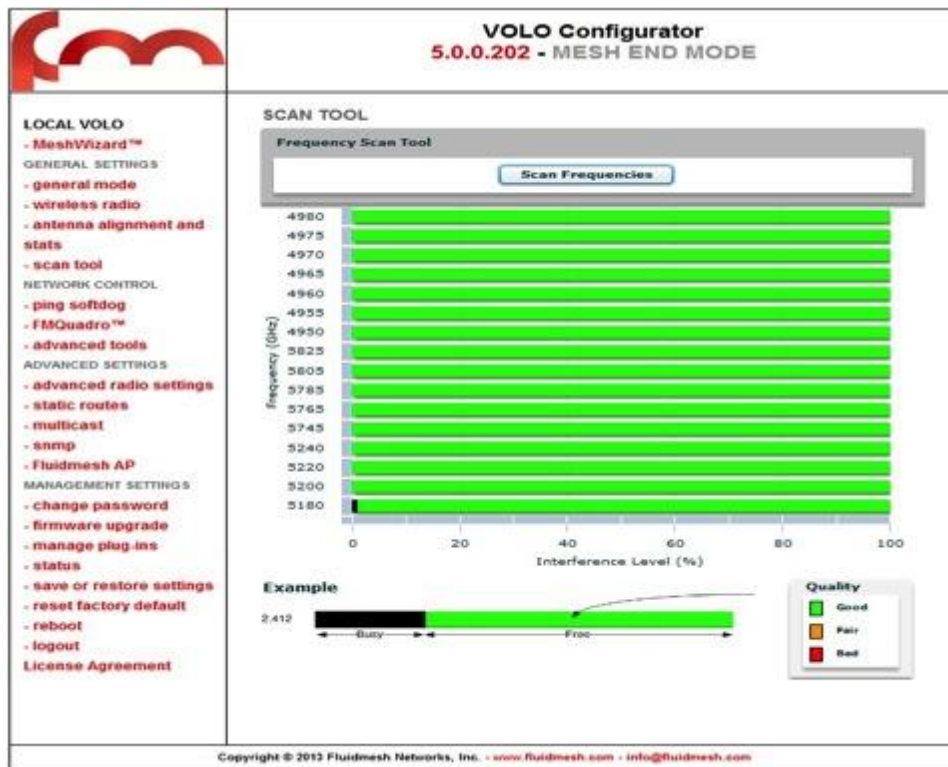 fm
VOLO Configurator
5.0.0.202 - MESH END MODE
LOCAL VOLO
- MeshWizard™
GENERAL SETTINGS
- general mode
- wireless radio
- antenna alignment and
stats
- scan tool
NETWORK CONTROL
- ping softdog
- FMQuadro™
- advanced tools
ADVANCED SETTINGS
- advanced radio settings
- static routes
- multicast
- snmp
- Fluidmesh AP
MANAGEMENT SETTINGS
- change password
- firmware upgrade
- manage plug-ins
- status
- save or restore settings
- reset factory default
- reboot
- logout
License Agreement
SCAN TOOL
Frequency Scan Tool
Scan Frequencies
Frequency (GHz)
4980
4975
4970
4965
4960
4955
4950
5825
5805
5785
5765
5745
5240
5220
5200
5180
0 20 40 60 80 100
Interference Level (%)
Example
2.412
Busy Free
Quality
Good
Fair
Bad
Copyright © 2013 Fluidmesh Networks, Inc. - www.fluidmesh.com - info@fluidmesh.com